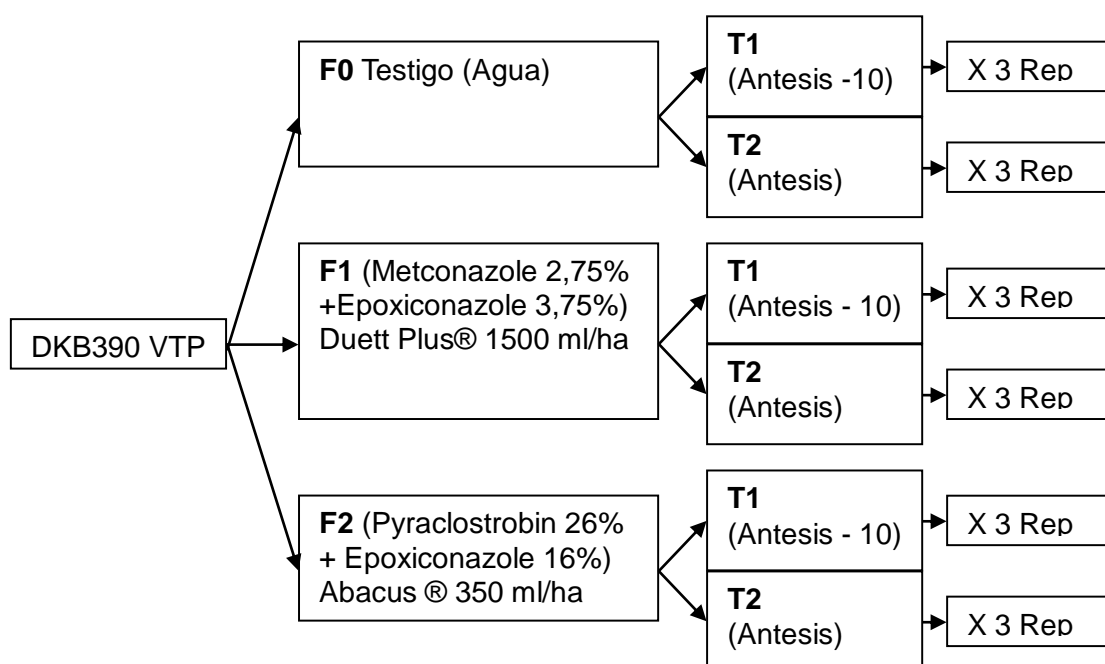 DKB390 VTP
F0 Testigo (Agua)
T1
(Antesis -10)
X 3 Rep
T2
(Antesis)
X 3 Rep
F1 (Metconazole 2,75%
+Epoxiconazole 3,75%)
Duett Plus® 1500 ml/ha
T1
(Antesis - 10)
X 3 Rep
T2
(Antesis)
X 3 Rep
F2 (Pyraclostrobin 26%
+ Epoxiconazole 16%)
Abacus ® 350 ml/ha
T1
(Antesis - 10)
X 3 Rep
T2
(Antesis)
X 3 Rep